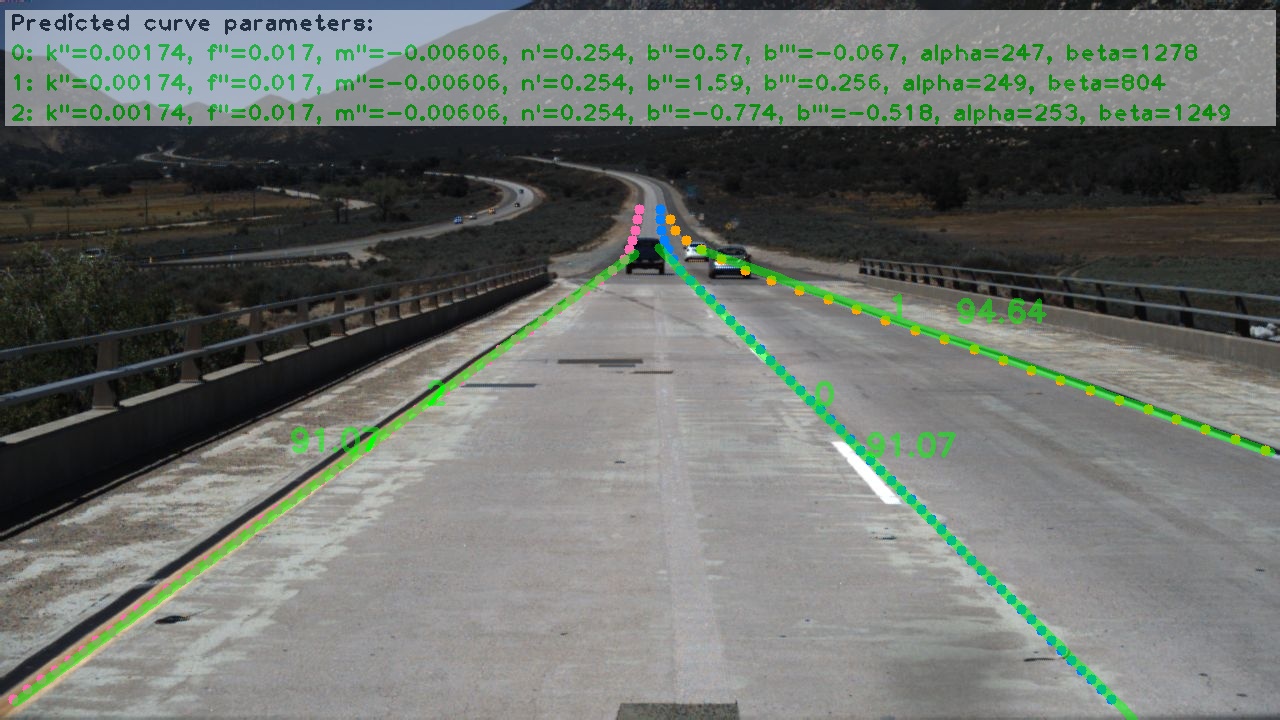 Predicted curve parameters:
0: k''=0.00174, f''=0.017, m''=-0.00606, n'=0.254, b''=0.57, b'''=-0.067, alpha=247, beta=1278
1: k''=0.00174, f''=0.017, m''=-0.00606, n'=0.254, b''=1.59, b'''=0.256, alpha=249, beta=804
2: k''=0.00174, f''=0.017, m''=-0.00606, n'=0.254, b''=-0.774, b'''=-0.518, alpha=253, beta=1249
1 94.64
2 0
91.07 91.07